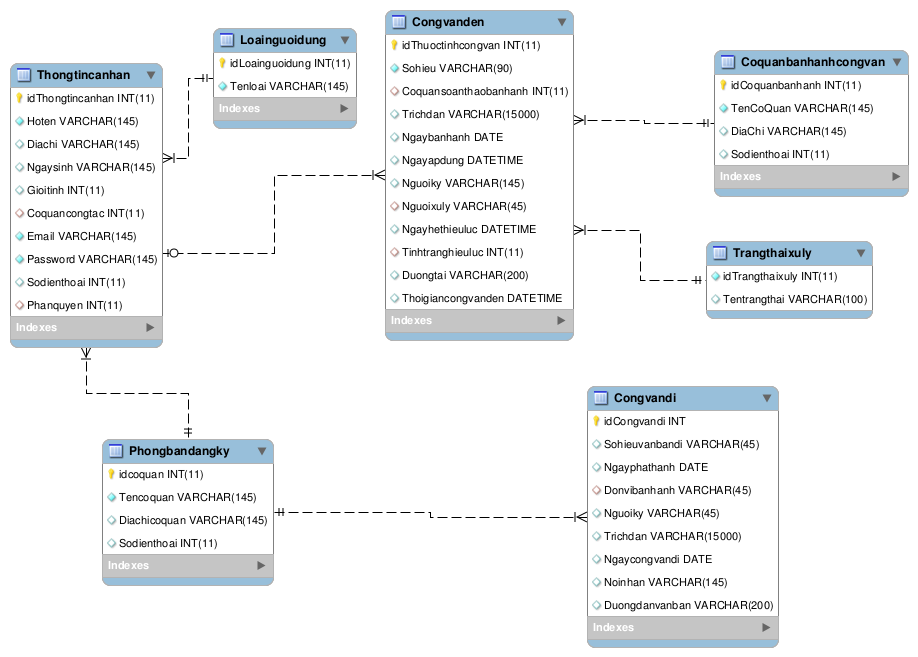 Thongtincanhan
idThongtincanhan INT(11)
Hoten VARCHAR(145)
Diachi VARCHAR(145)
Ngaysinh VARCHAR(145)
Gioitinh INT(11)
Coquancongtac INT(11)
Email VARCHAR(145)
Password VARCHAR(145)
Sodienthoai INT(11)
Phanquyen INT(11)
Indexes
Loainguoidung
idLoainguoidung INT(11)
Tenloai VARCHAR(145)
Indexes
Congvanden
idThuoctinhcongvan INT(11)
Sohieu VARCHAR(90)
Coquansoanthaobanhanh INT(11)
Trichdan VARCHAR(15000)
Ngaybanhanh DATE
Ngayapdung DATETIME
Nguoiky VARCHAR(145)
Nguoixuly VARCHAR(45)
Ngayhethieuluc DATETIME
Tinhtranghieuluc INT(11)
Duongtai VARCHAR(200)
Thoigiancongvanden DATETIME
Indexes
Coquanbanhanhcongvan
idCoquanbanhanh INT(11)
TenCoQuan VARCHAR(145)
DiaChi VARCHAR(145)
Sodienthoai INT(11)
Indexes
Trangthaixuly
idTrangthaixuly INT(11)
Tentrangthai VARCHAR(100)
Indexes
Phongbandangky
idcoquan INT(11)
Tencoquan VARCHAR(145)
Diachicoquan VARCHAR(145)
Sodienthoai INT(11)
Indexes
Congvandi
idCongvandi INT
Sohieuvanbandi VARCHAR(45)
Ngayphathanh DATE
Donvibanhanh VARCHAR(45)
Nguoiky VARCHAR(45)
Trichdan VARCHAR(15000)
Ngaycongvandi DATE
Noinhan VARCHAR(145)
Duongdanvanban VARCHAR(200)
Indexes